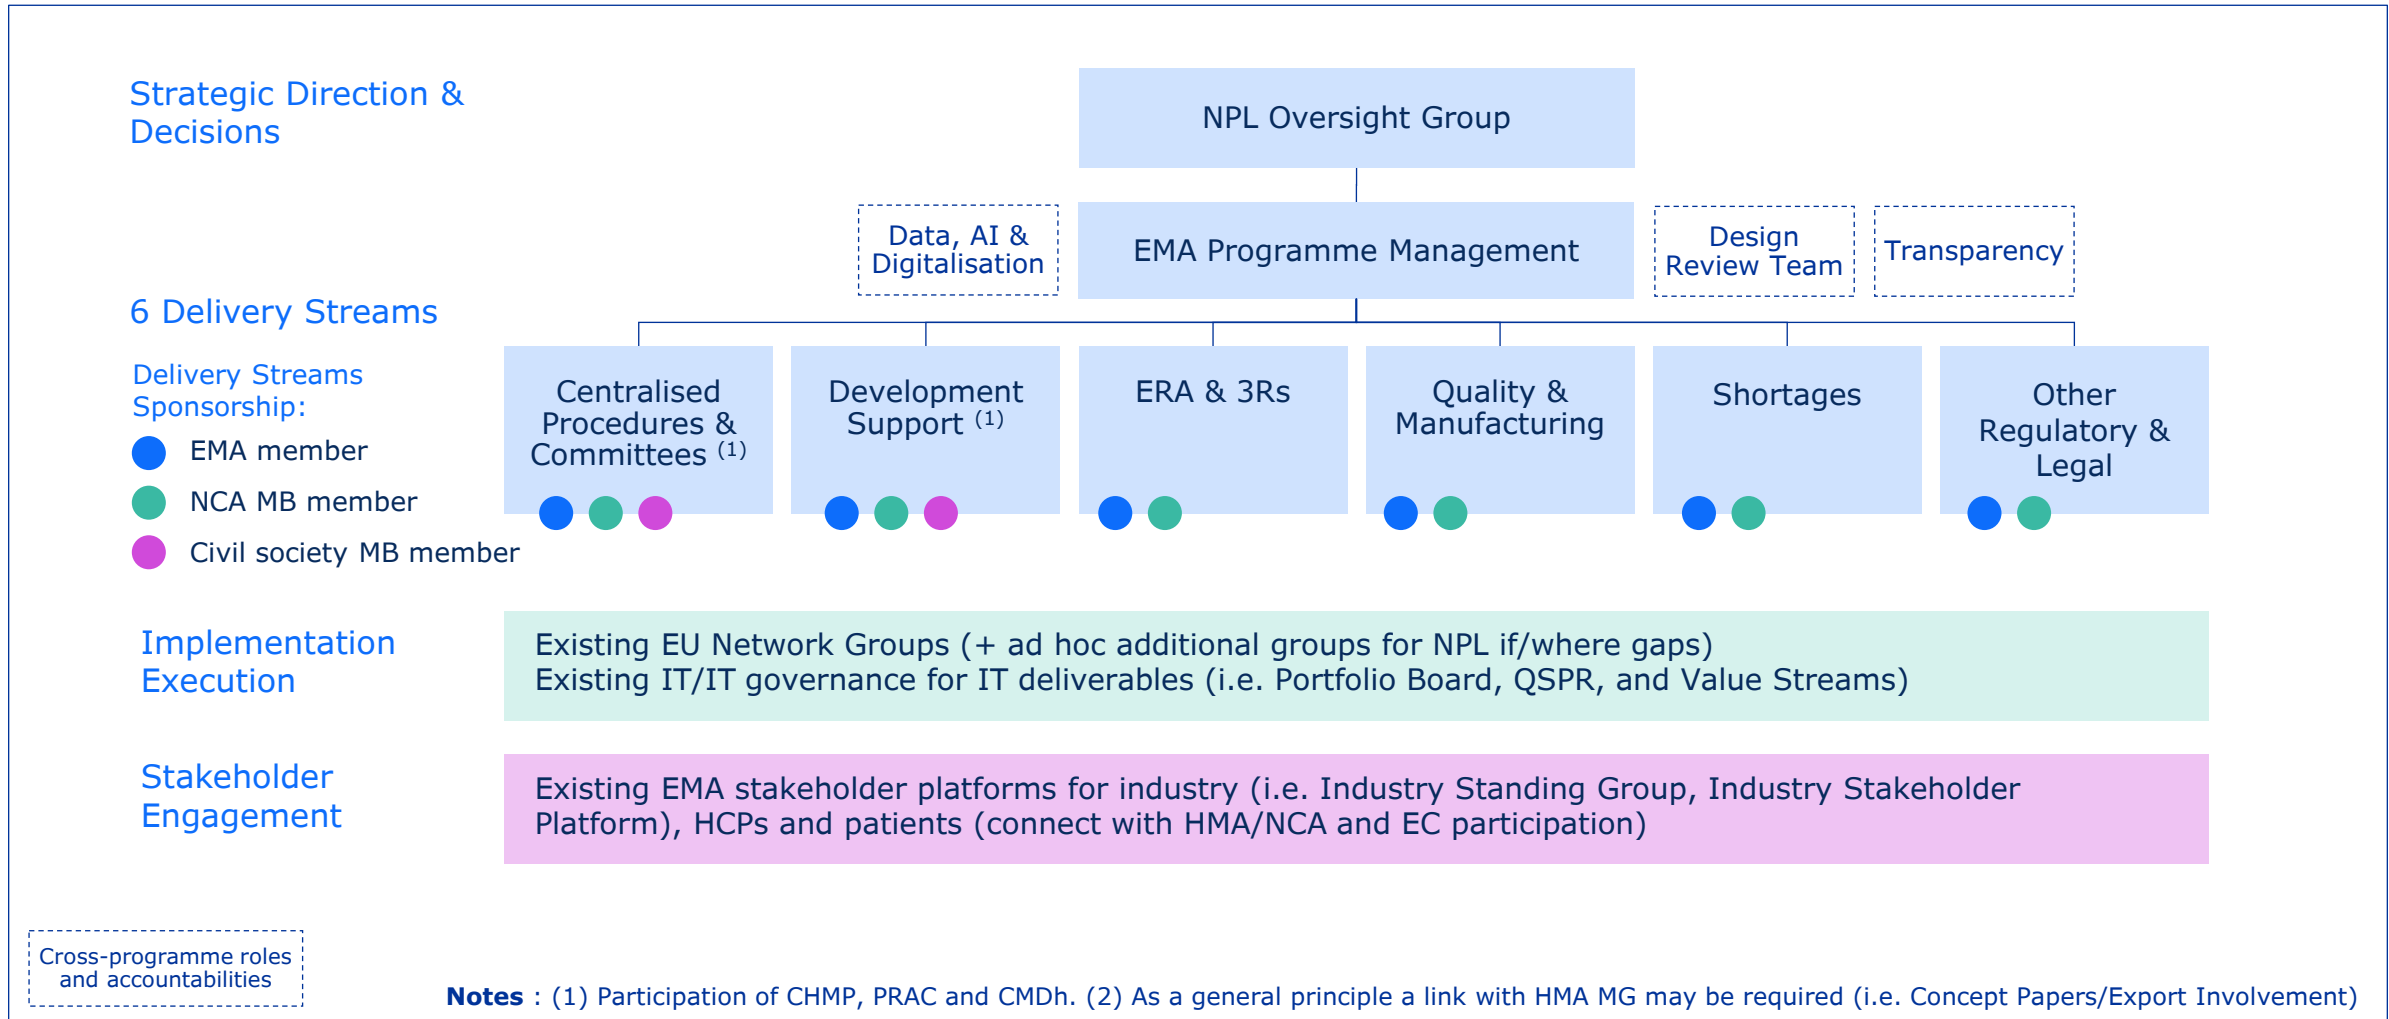 Strategic Direction &
Decisions
NPL Oversight Group
Data, AI &
Digitalisation
EMA Programme Management
Design
Review Team
Transparency
6 Delivery Streams
Delivery Streams
Sponsorship:
EMA member
NCA MB member
Civil society MB member
Centralised
Procedures &
Committees (1)
Development
Support (1)
ERA & 3Rs
Quality &
Manufacturing
Shortages
Other
Regulatory &
Legal
Implementation
Execution
Existing EU Network Groups (+ ad hoc additional groups for NPL if/where gaps)
Existing IT/IT governance for IT deliverables (i.e. Portfolio Board, QSPR, and Value Streams)
Stakeholder
Engagement
Existing EMA stakeholder platforms for industry (i.e. Industry Standing Group, Industry Stakeholder
Platform), HCPs and patients (connect with HMA/NCA and EC participation)
Cross-programme roles
and accountabilities
Notes : (1) Participation of CHMP, PRAC and CMDh. (2) As a general principle a link with HMA MG may be required (i.e. Concept Papers/Export Involvement)